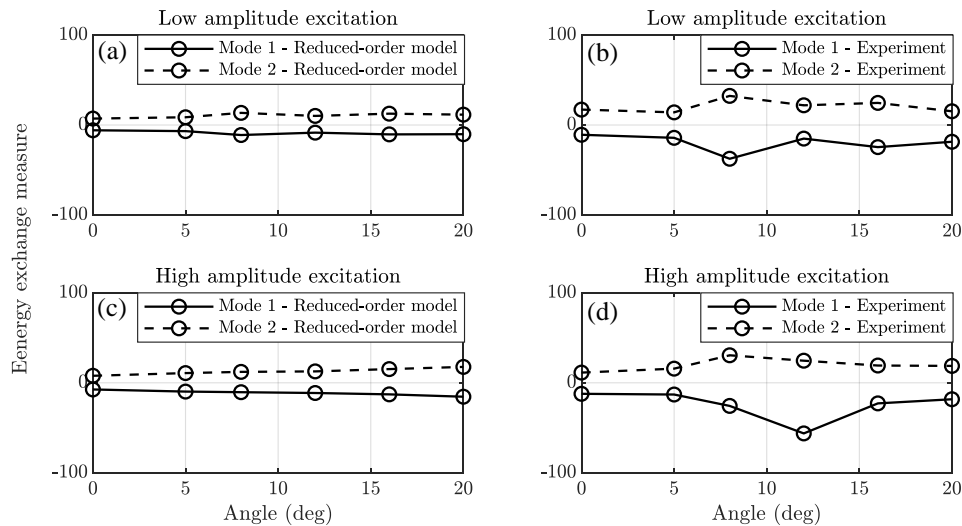 Low amplitude excitation
(a)
Mode 1 - Reduced-order model
Mode 2 - Reduced-order model
100
0
-100
0 5 10 15 20
Low amplitude excitation
(b)
Mode 1 - Experiment
Mode 2 - Experiment
100
0
-100
0 5 10 15 20
Eenergy exchange measure
High amplitude excitation
(c)
Mode 1 - Reduced-order model
Mode 2 - Reduced-order model
100
0
-100
0 5 10 15 20
Angle (deg)
High amplitude excitation
(d)
Mode 1 - Experiment
Mode 2 - Experiment
100
0
-100
0 5 10 15 20
Angle (deg)